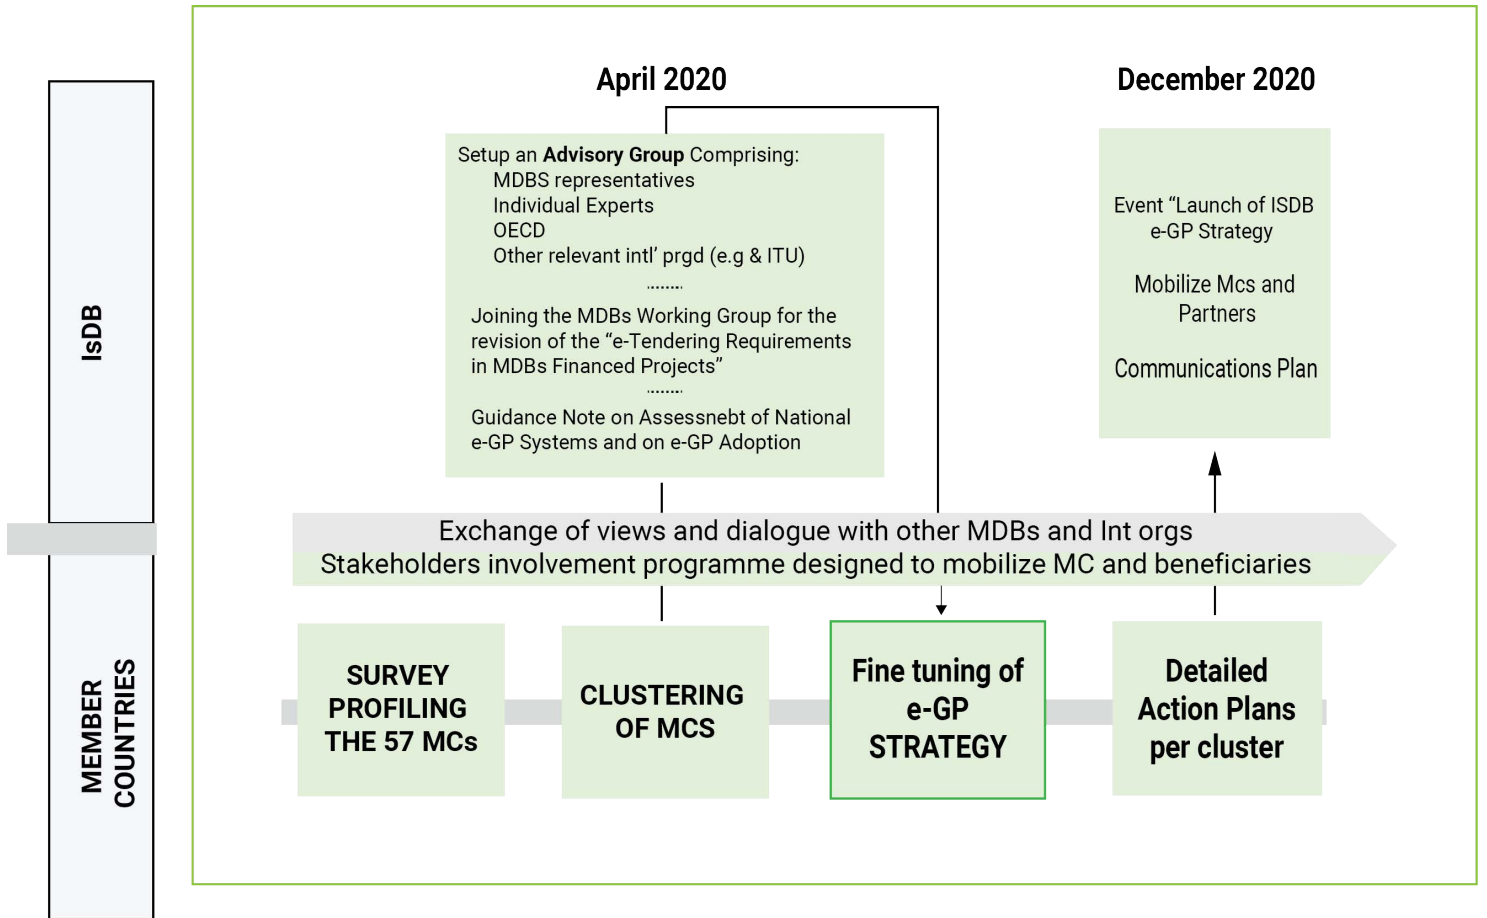 April 2020
December 2020
IsDB
Setup an Advisory Group Comprising:
MDBS representatives
Individual Experts
OECD
Other relevant intl’ prgd (e.g & ITU)
........
Joining the MDBs Working Group for the
revision of the “e-Tendering Requirements
in MDBs Financed Projects”
........
Guidance Note on Assessnebt of National
e-GP Systems and on e-GP Adoption
Event “Launch of ISDB
e-GP Strategy
Mobilize Mcs and
Partners
Communications Plan
Exchange of views and dialogue with other MDBs and Int orgs
Stakeholders involvement programme designed to mobilize MC and beneficiaries
MEMBER
COUNTRIES
SURVEY
PROFILING
THE 57 MCs
CLUSTERING
OF MCS
Fine tuning of
e-GP
STRATEGY
Detailed
Action Plans
per cluster